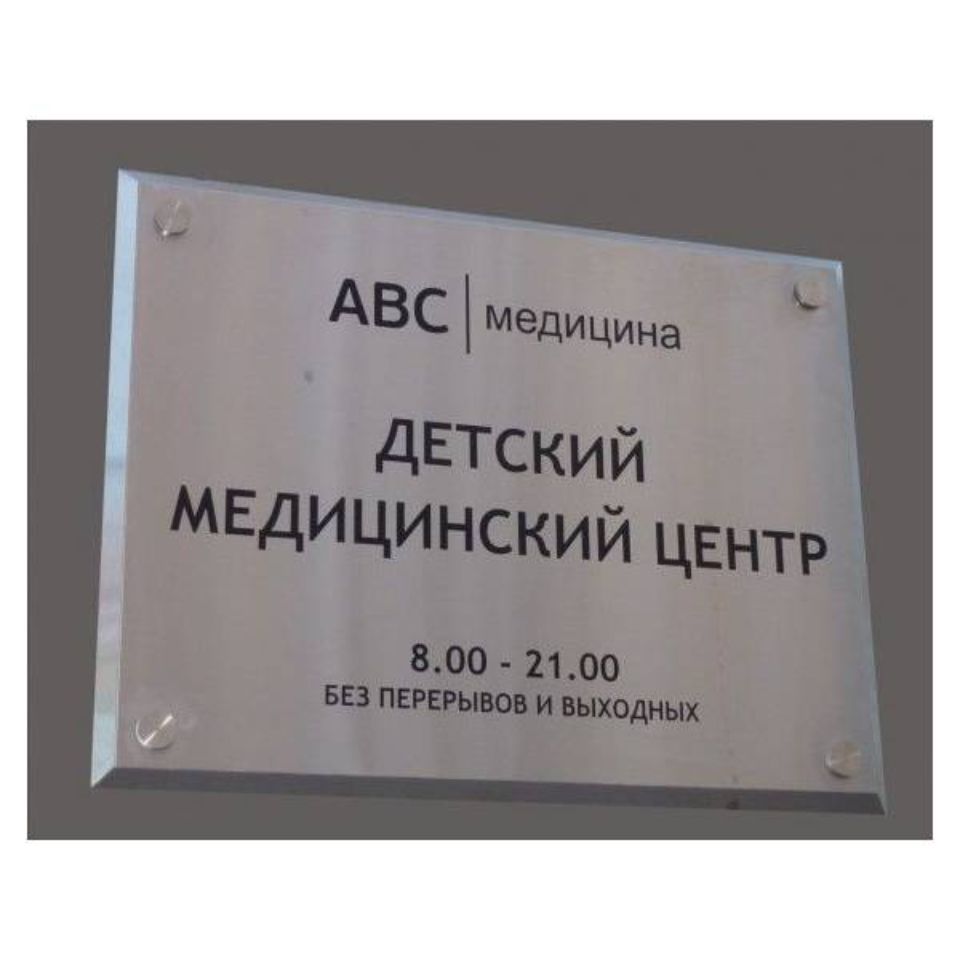 ABC | медицина
ДЕТСКИЙ
МЕДИЦИНСКИЙ ЦЕНТР
8.00 - 21.00
БЕЗ ПЕРЕРЫВОВ И ВЫХОДНЫХ